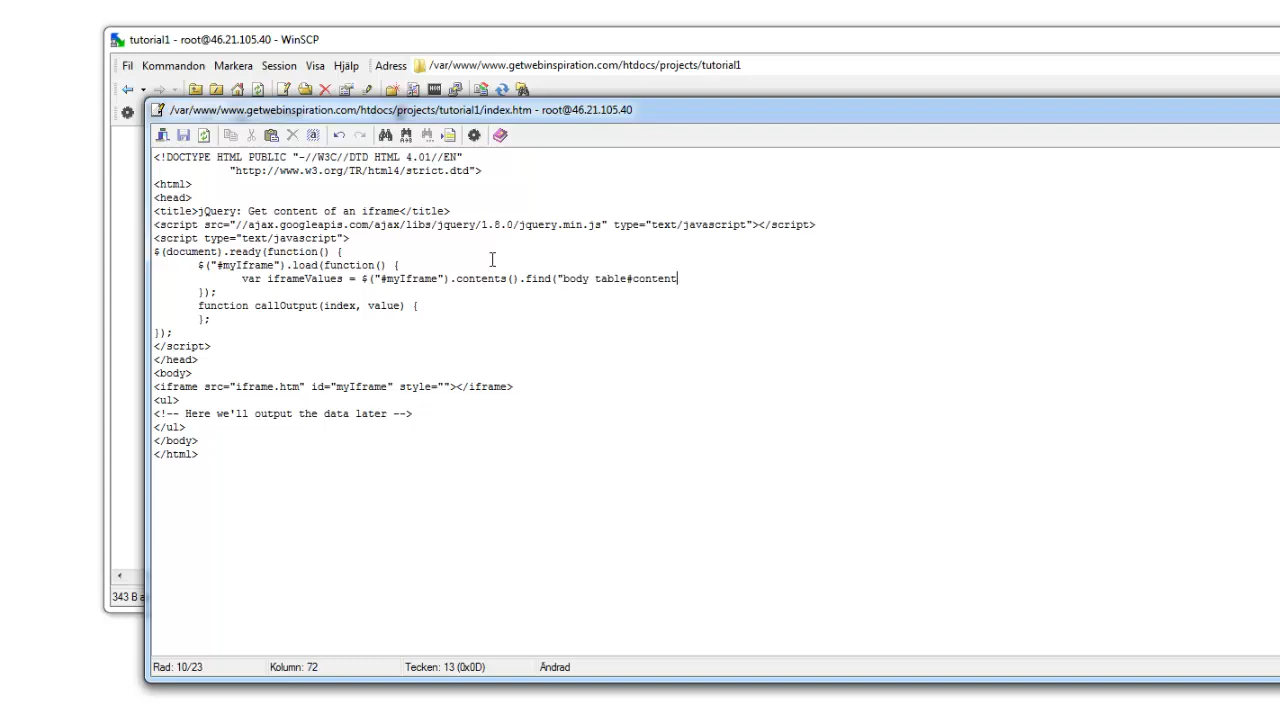 tutorial1 - root@46.21.105.40 - WinSCP
Fil Kommandon Markera Session Visa Hjälp Adress /var/www/www.getwebinspiration.com/htdocs/projects/tutorial1
/var/www/www.getwebinspiration.com/htdocs/projects/tutorial1/index.htm - root@46.21.105.40
<!DOCTYPE HTML PUBLIC "-//W3C//DTD HTML 4.01//EN"
"http://www.w3.org/TR/html4/strict.dtd">
<html>
<head>
<title>jQuery: Get content of an iframe</title>
<script src="//ajax.googleapis.com/ajax/libs/jquery/1.8.0/jquery.min.js" type="text/javascript"></script>
<script type="text/javascript">
$(document).ready(function() {
$("#myIframe").load(function() {
var iframeValues = $("#myIframe").contents().find("body table#content
});
function callOutput(index, value) {
};
});
</script>
</head>
<body>
<iframe src="iframe.htm" id="myIframe" style=""></iframe>
<ul>
<!-- Here we'll output the data later -->
</ul>
</body>
</html>
343 B a
Rad: 10/23 Kolumn: 72 Tecken: 13 (0x0D) Ändrad